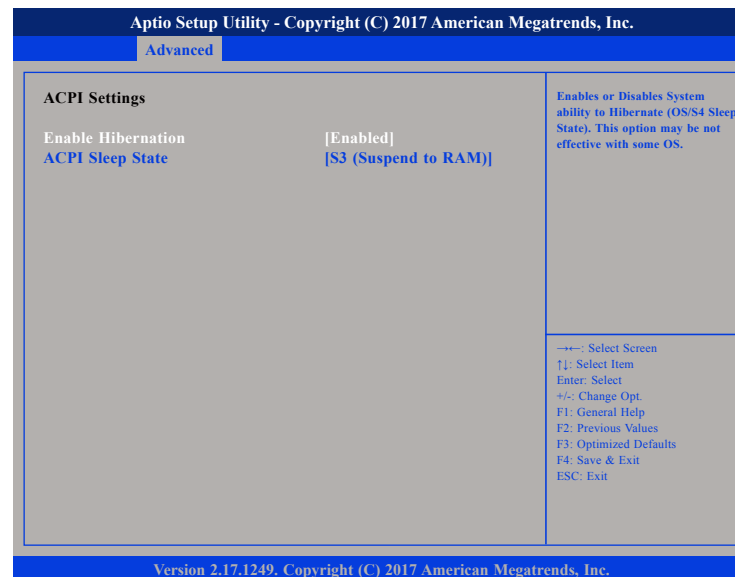 Aptio Setup Utility - Copyright (C) 2017 American Megatrends, Inc.
Advanced
ACPI Settings
Enable Hibernation [Enabled]
ACPI Sleep State [S3 (Suspend to RAM)]
Enables or Disables System
ability to Hibernate (OS/S4 Sleep
State). This option may be not
effective with some OS.
→←: Select Screen
↑↓: Select Item
Enter: Select
+/-: Change Opt.
F1: General Help
F2: Previous Values
F3: Optimized Defaults
F4: Save & Exit
ESC: Exit
Version 2.17.1249. Copyright (C) 2017 American Megatrends, Inc.